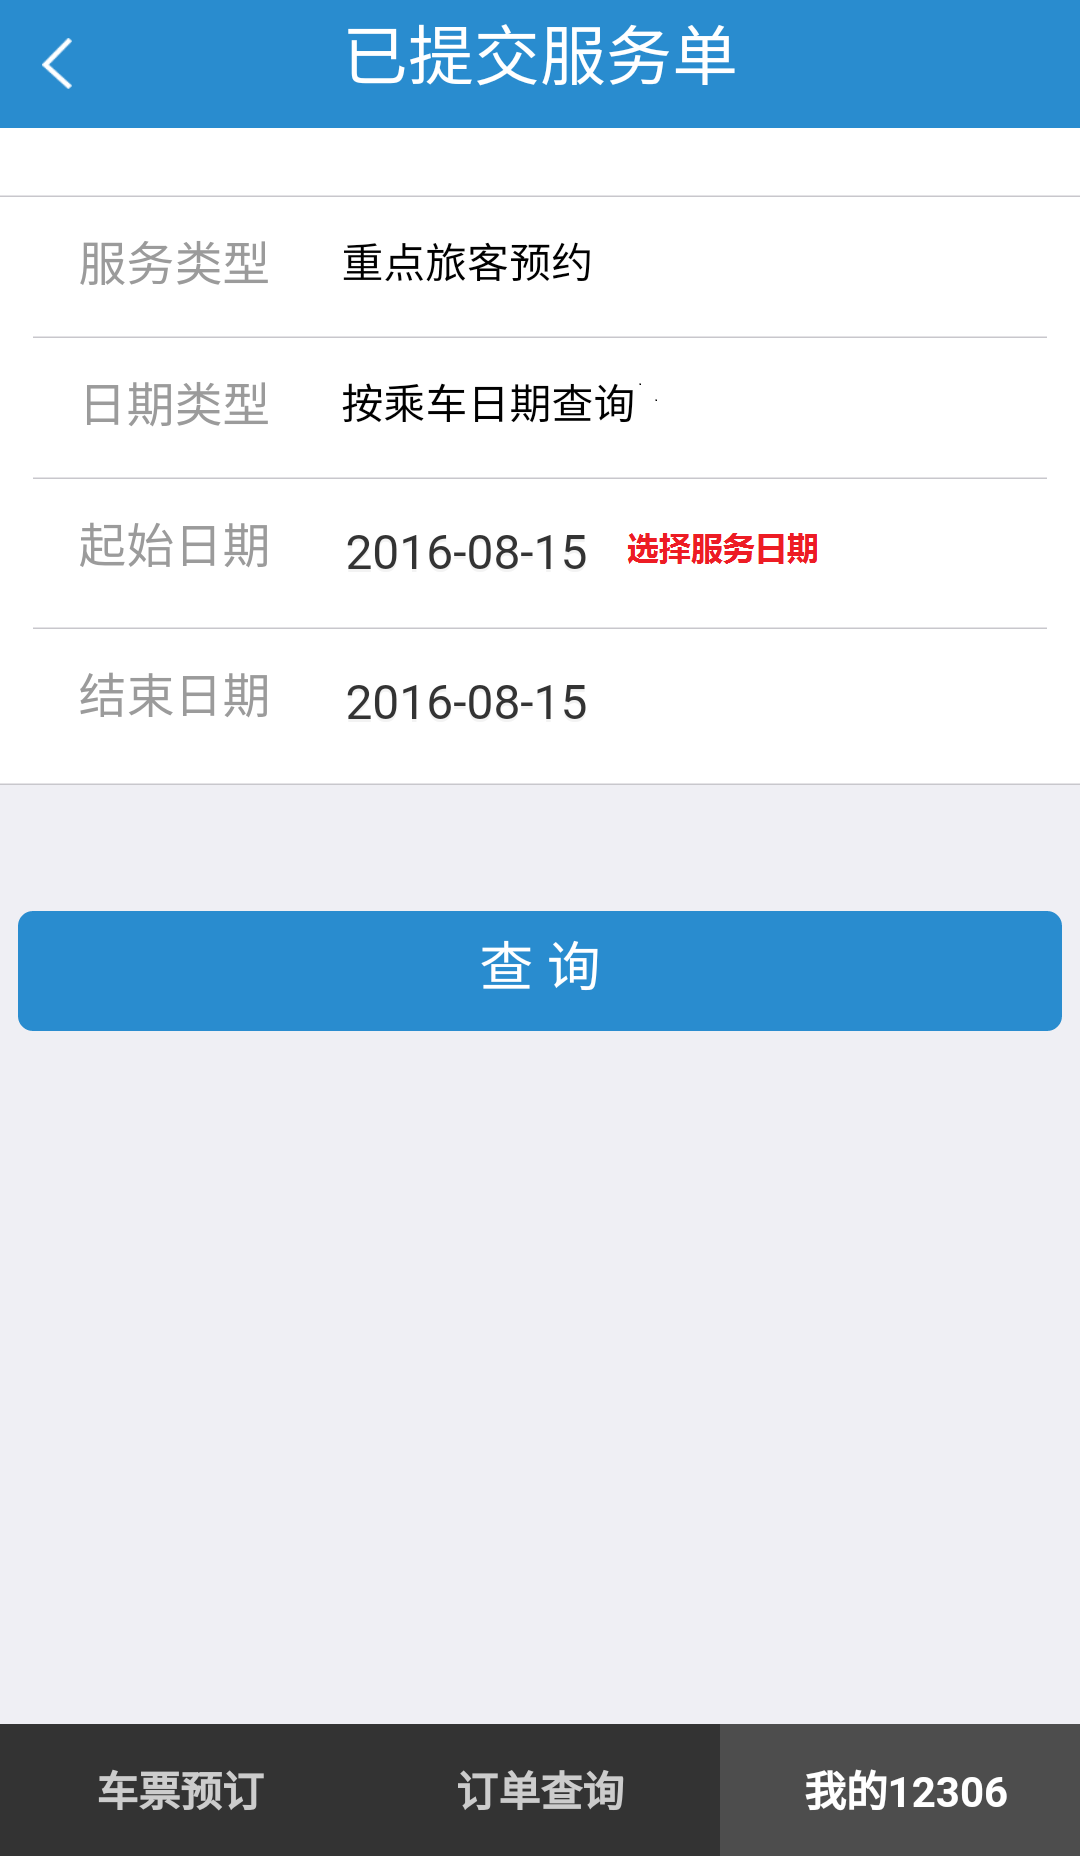 已提交服务单
服务类型 重点旅客预约
日期类型 按乘车日期查询
起始日期 2016-08-15 选择服务日期
结束日期 2016-08-15
查 询
车票预订 订单查询 我的12306